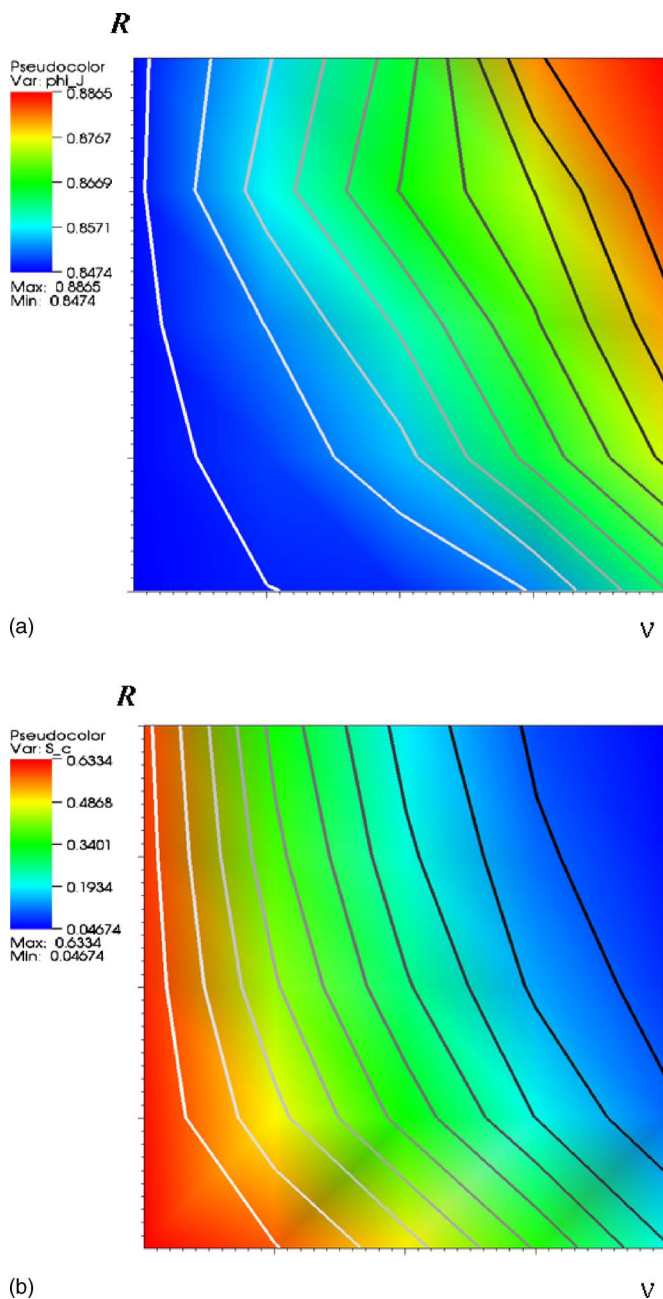 R
Pseudocolor
Var: phi_J
0.8865
0.8767
0.8669
0.8571
0.8474
Max: 0.8865
Min: 0.8474
(a)
ν
R
Pseudocolor
Var: S_c
0.6334
0.4868
0.3401
0.1934
0.04674
Max: 0.6334
Min: 0.04674
(b)
ν